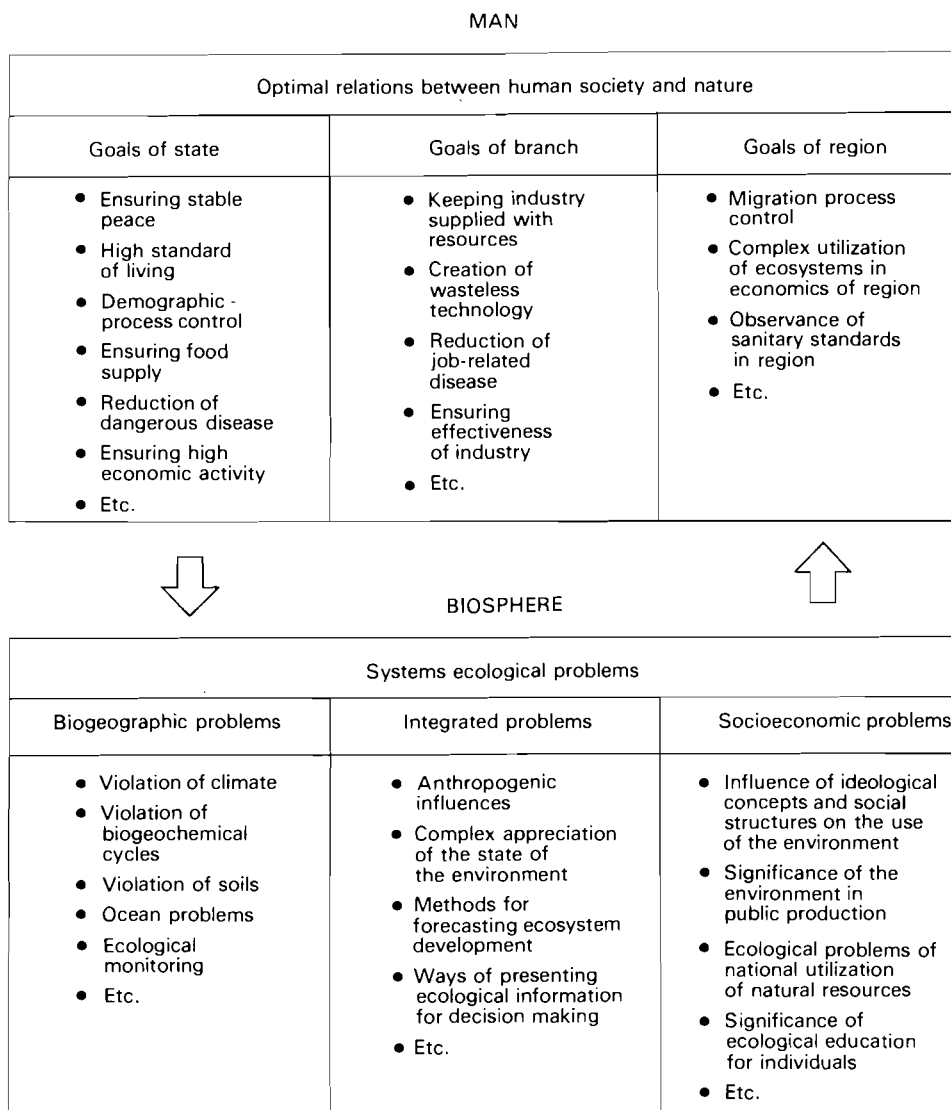 MAN
Optimal relations between human society and nature
Goals of state
● Ensuring stable
peace
● High standard
of living
● Demographic -
process control
● Ensuring food
supply
● Reduction of
dangerous disease
● Ensuring high
economic activity
● Etc.
Goals of branch
● Keeping industry
supplied with
resources
● Creation of
wasteless
technology
● Reduction of
job-related
disease
● Ensuring
effectiveness
of industry
● Etc.
Goals of region
● Migration process
control
● Complex utilization
of ecosystems in
economics of region
● Observance of
sanitary standards
in region
● Etc.
BIOSPHERE
Systems ecological problems
Biogeographic problems
● Violation of climate
● Violation of
biogeochemical
cycles
● Violation of soils
● Ocean problems
● Ecological
monitoring
● Etc.
Integrated problems
● Anthropogenic
influences
● Complex appreciation
of the state of
the environment
● Methods for
forecasting ecosystem
development
● Ways of presenting
ecological information
for decision making
● Etc.
Socioeconomic problems
● Influence of ideological
concepts and social
structures on the use
of the environment
● Significance of the
environment in
public production
● Ecological problems of
national utilization
of natural resources
● Significance of
ecological education
for individuals
● Etc.